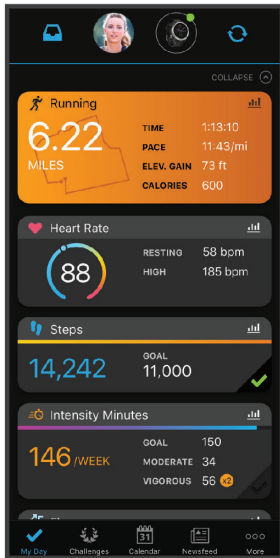 COLLAPSE
Running
6.22
MILES
TIME 1:13:10
PACE 11:43/mi
ELEV. GAIN 73 ft
CALORIES 600
Heart Rate
88
RESTING 58 bpm
HIGH 185 bpm
Steps
14,242
GOAL
11,000
Intensity Minutes
146 /WEEK
GOAL 150
MODERATE 34
VIGOROUS 56 x2
My Day
Challenges
31
Calendar
Newsfeed
More